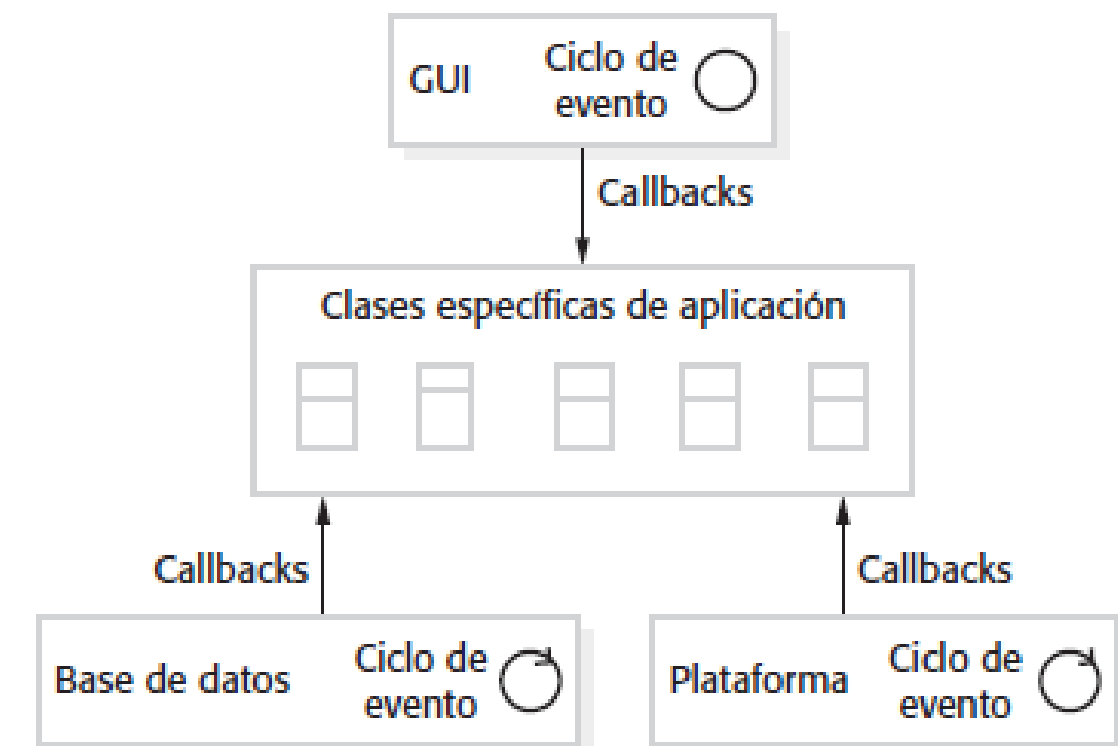 GUI
Ciclo de
evento
Callbacks
Clases específicas de aplicación
Callbacks
Callbacks
Base de datos
Ciclo de
evento
Plataforma
Ciclo de
evento